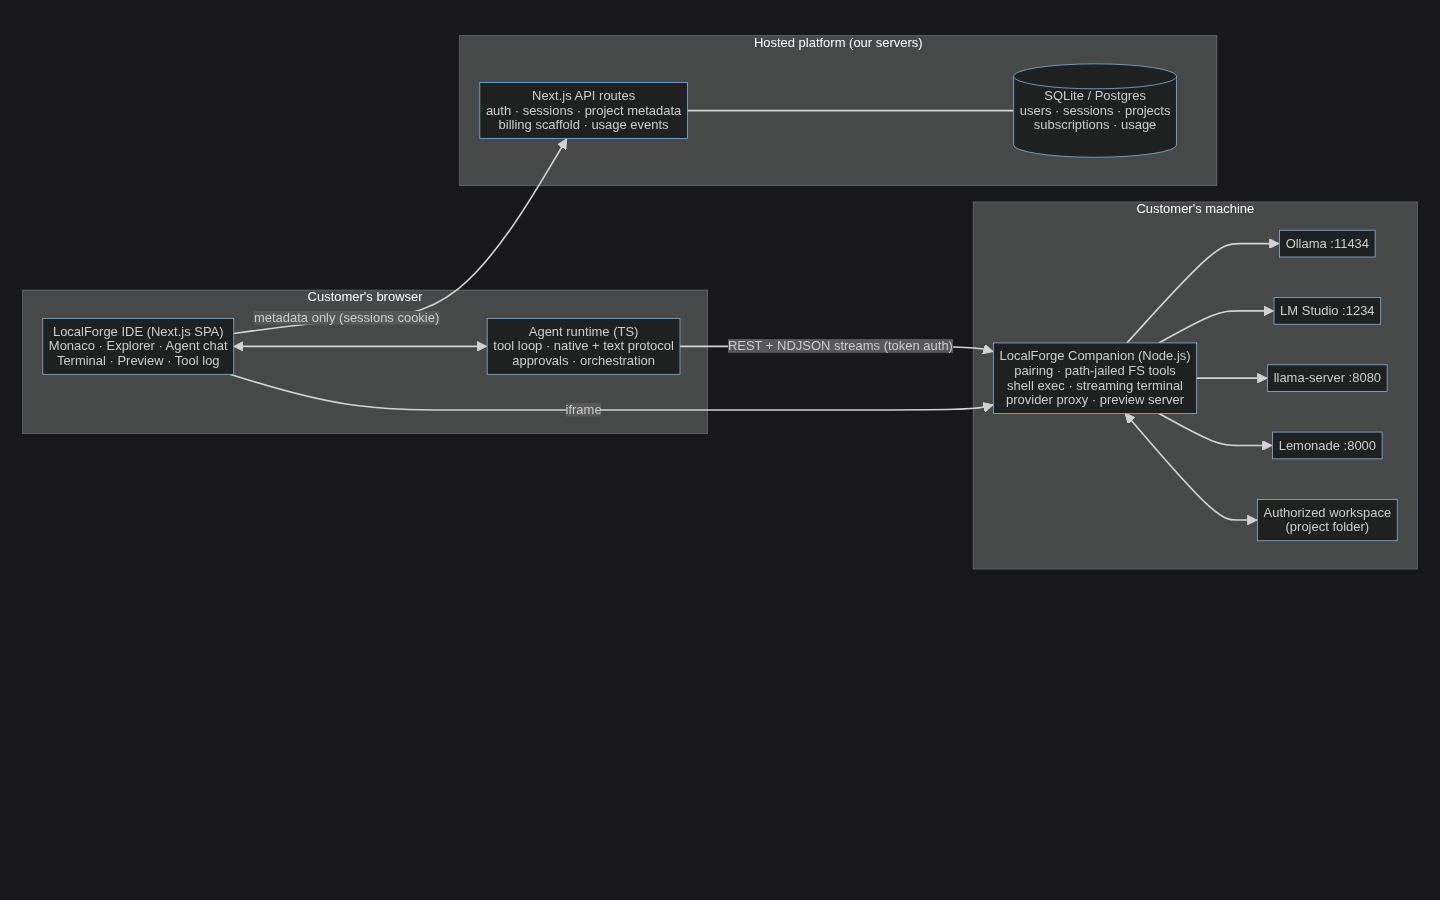 Hosted platform (our servers)
Next.js API routes
auth · sessions · project metadata
billing scaffold · usage events
SQLite / Postgres
users · sessions · projects
subscriptions · usage
Customer's browser
metadata only (sessions cookie)
LocalForge IDE (Next.js SPA)
Monaco · Explorer · Agent chat
Terminal · Preview · Tool log
Agent runtime (TS)
tool loop · native + text protocol
approvals · orchestration
REST + NDJSON streams (token auth)
iframe
Customer's machine
LocalForge Companion (Node.js)
pairing · path-jailed FS tools
shell exec · streaming terminal
provider proxy · preview server
Ollama :11434
LM Studio :1234
llama-server :8080
Lemonade :8000
Authorized workspace
(project folder)